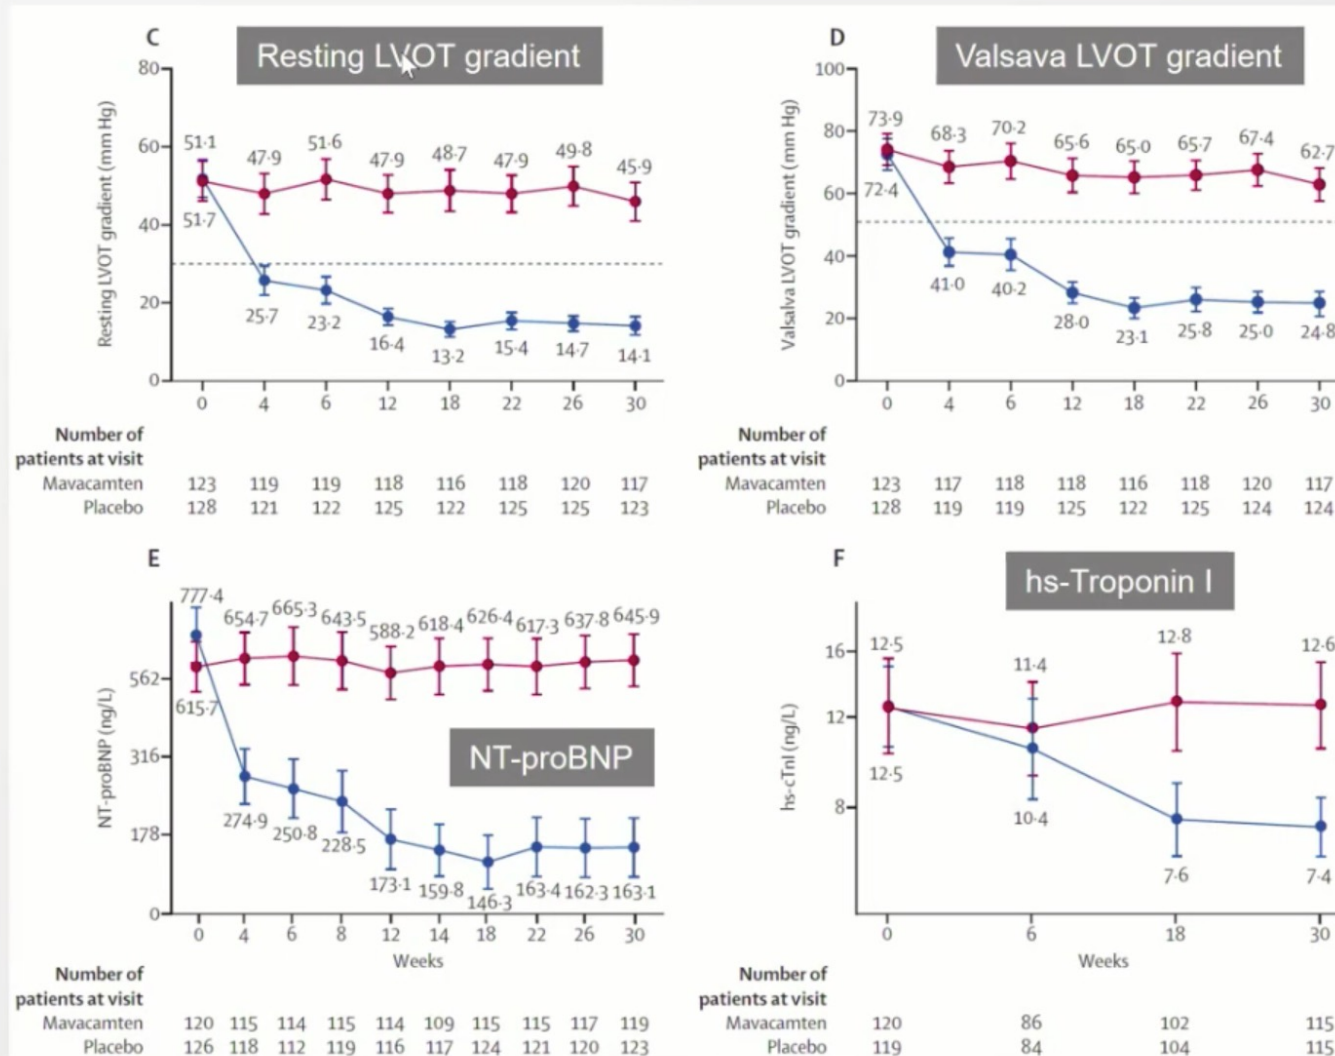 C
Resting LVOT gradient
Resting LVOT gradient (mm Hg)
80
60
40
20
0
51·1
47·9
51·6
47·9
48·7
47·9
49·8
45·9
51·7
25·7
23·2
16·4
13·2
15·4
14·7
14·1
0 4 6 12 18 22 26 30
Number of
patients at visit
Mavacamten 123 119 119 118 116 118 120 117
Placebo 128 121 122 125 122 125 125 123
D
Valsava LVOT gradient
Valsalva LVOT gradient (mm Hg)
100
80
60
40
20
0
73·9
68·3
70·2
65·6
65·0
65·7
67·4
62·7
72·4
41·0
40·2
28·0
23·1
25·8
25·0
24·8
0 4 6 12 18 22 26 30
Number of
patients at visit
Mavacamten 123 117 118 118 116 118 120 117
Placebo 128 119 119 125 122 125 124 124
E
NT-proBNP
NT-proBNP (ng/L)
562
316
178
0
777·4
654·7
665·3
643·5
588·2
618·4
626·4
617·3
637·8
645·9
615·7
274·9
250·8
228·5
173·1
159·8
146·3
163·4
162·3
163·1
0 4 6 8 12 14 18 22 26 30
Weeks
Number of
patients at visit
Mavacamten 120 115 114 115 114 109 115 115 117 119
Placebo 126 118 112 119 116 117 124 121 120 123
F
hs-Troponin I
hs-cTnI (ng/L)
16
12
8
12·5
11·4
12·8
12·6
12·5
10·4
7·6
7·4
0 6 18 30
Weeks
Number of
patients at visit
Mavacamten 120 86 102 115
Placebo 119 84 104 115